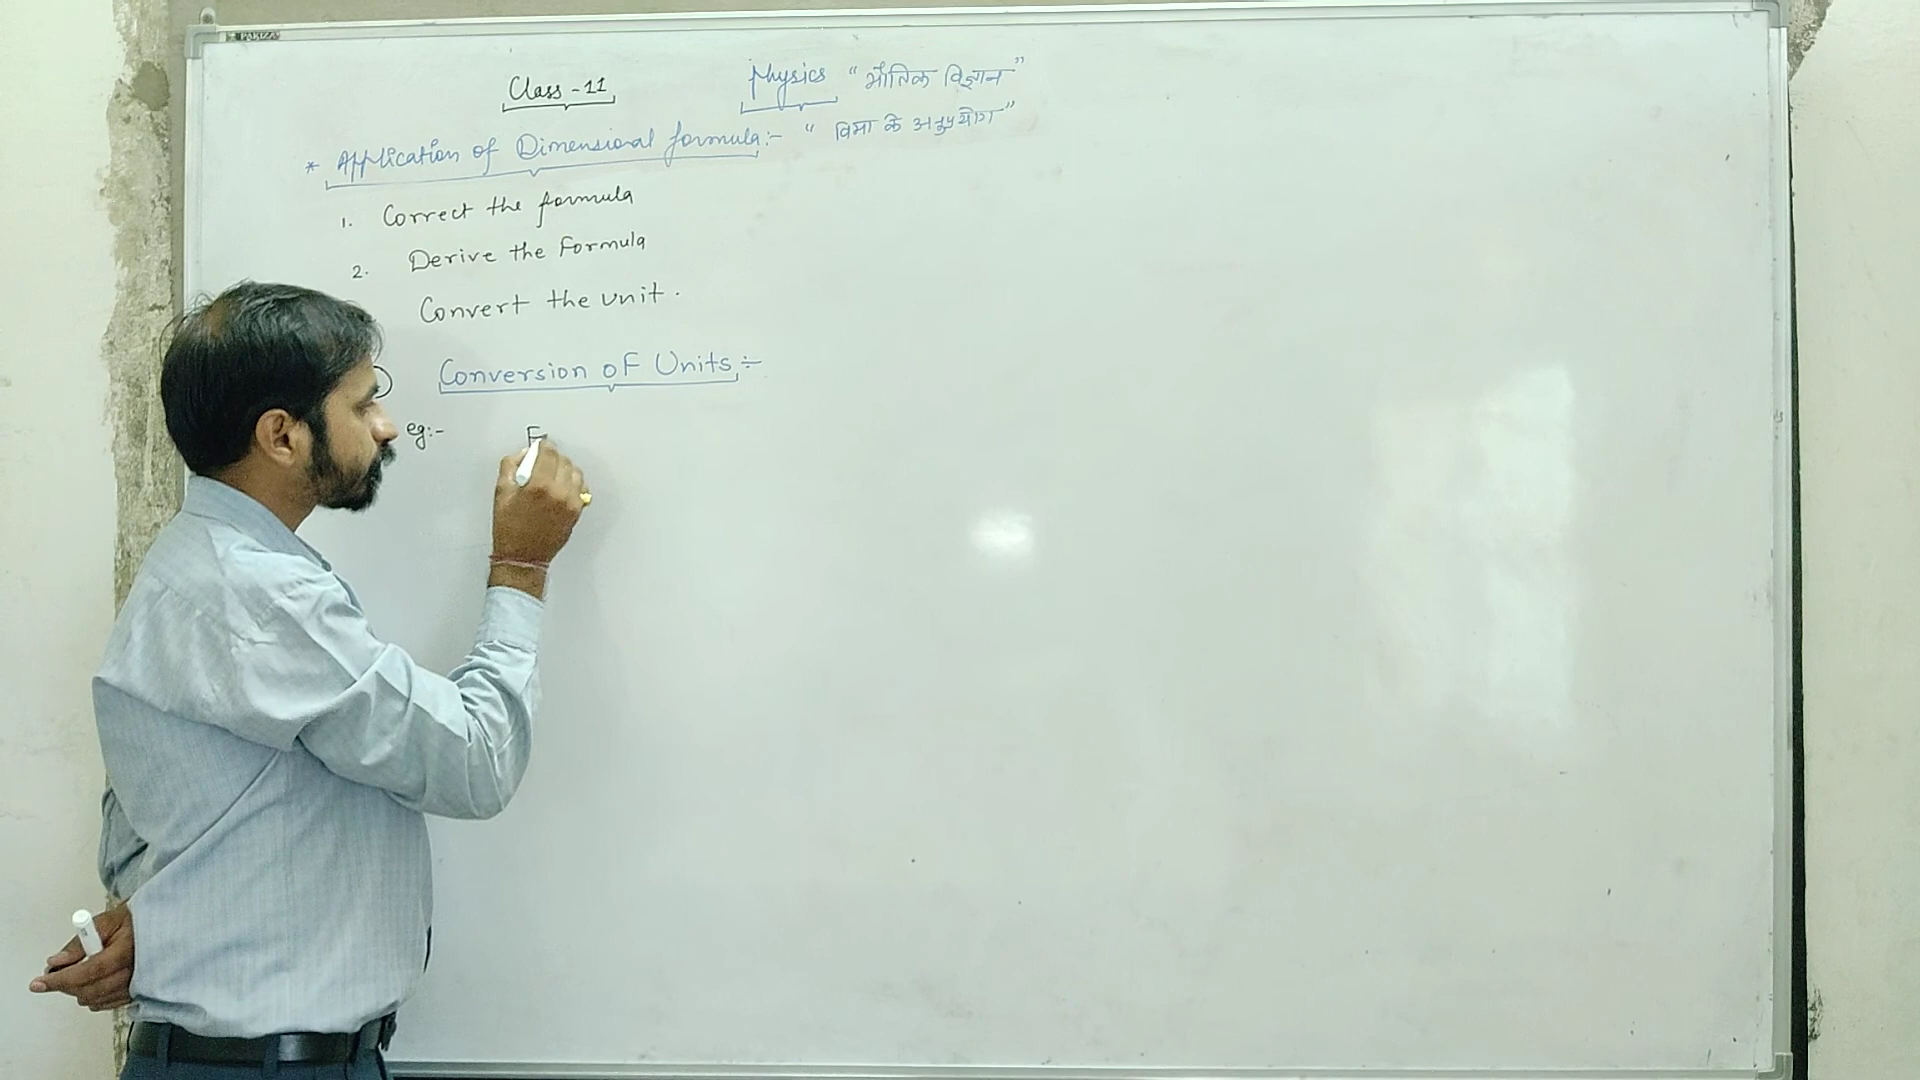 PAKIZA
Class - 11 Physics “भौतिक विज्ञान”
* Application of Dimensional formula:- “ विमा के अनुप्रयोग”
1. Correct the formula
2. Derive the Formula
Convert the unit.
Conversion of Units:-
eg:- F